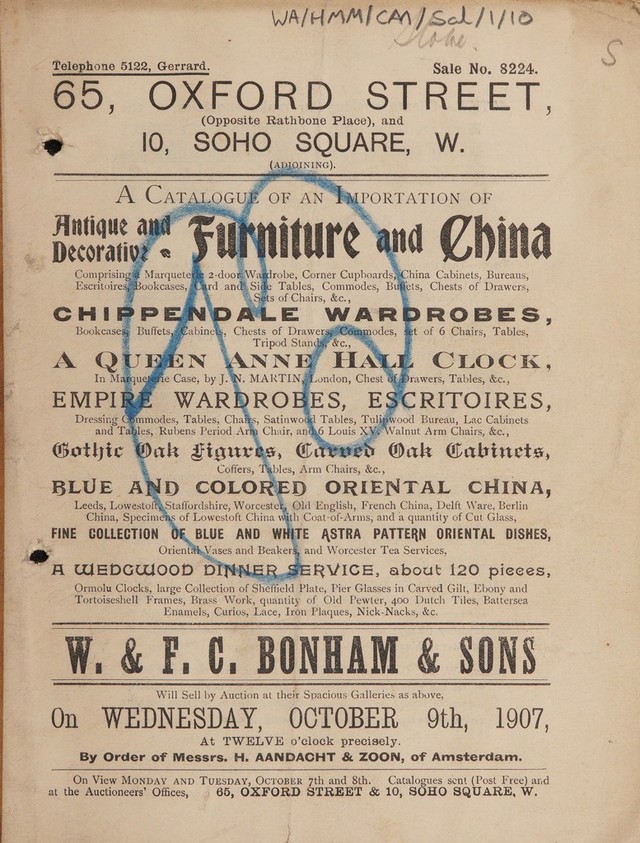 WA/HMM/CM/Sal/1/10
S
Telephone 5122, Gerrard. Sale No. 8224.
65, OXFORD STREET,
(Opposite Rathbone Place), and
10, SOHO SQUARE, W.
(ADJOINING).
A CATALOGUE OF AN IMPORTATION OF
Antique and Decorative Furniture and China
Comprising Marqueterie 2-door Wardrobe, Corner Cupboards, China Cabinets, Bureaus,
Escritoires, Bookcases, Card and Side Tables, Commodes, Buffets, Chests of Drawers,
Sets of Chairs, &c.,
CHIPPENDALE WARDROBES,
Bookcases, Buffets, Cabinets, Chests of Drawers, Commodes, set of 6 Chairs, Tables,
Tripod Stands, &c.,
A QUEEN ANNE HALL CLOCK,
In Marqueterie Case, by J. N. MARTIN, London, Chest of Drawers, Tables, &c.,
EMPIRE WARDROBES, ESCRITOIRES,
Dressing Commodes, Tables, Chairs, Satinwood Tables, Tulipwood Bureau, Lac Cabinets
and Tables, Rubens Period Arm Chair, and 6 Louis XV. Walnut Arm Chairs, &c.,
Gothic Oak Figures, Carved Oak Cabinets,
Coffers, Tables, Arm Chairs, &c.,
BLUE AND COLORED ORIENTAL CHINA,
Leeds, Lowestoft, Staffordshire, Worcester, Old English, French China, Delft Ware, Berlin
China, Specimens of Lowestoft China with Coat-of-Arms, and a quantity of Cut Glass,
FINE COLLECTION OF BLUE AND WHITE ASTRA PATTERN ORIENTAL DISHES,
Oriental Vases and Beakers, and Worcester Tea Services,
A WEDGWOOD DINNER SERVICE, about 120 pieces,
Ormolu Clocks, large Collection of Sheffield Plate, Pier Glasses in Carved Gilt, Ebony and
Tortoiseshell Frames, Brass Work, quantity of Old Pewter, 400 Dutch Tiles, Battersea
Enamels, Curios, Lace, Iron Plaques, Nick-Nacks, &c.
W. & F. C. BONHAM & SONS
Will Sell by Auction at their Spacious Galleries as above,
On WEDNESDAY, OCTOBER 9th, 1907,
At TWELVE o'clock precisely.
By Order of Messrs. H. AANDACHT & ZOON, of Amsterdam.
On View MONDAY AND TUESDAY, OCTOBER 7th and 8th. Catalogues sent (Post Free) and
at the Auctioneers' Offices, 65, OXFORD STREET & 10, SOHO SQUARE, W.